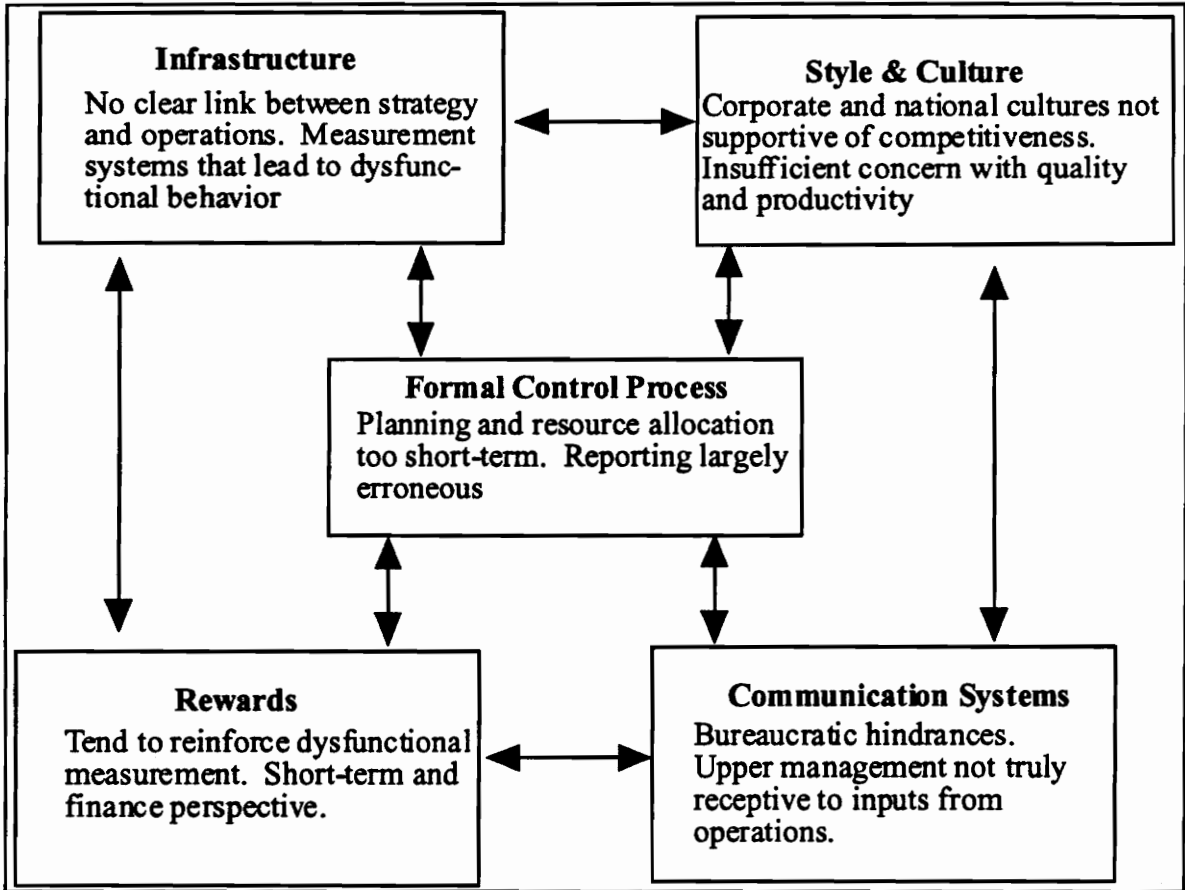 Infrastructure
No clear link between strategy
and operations.  Measurement
systems that lead to dysfunc-
tional behavior
Style & Culture
Corporate and national cultures not
supportive of competitiveness.
Insufficient concern with quality
and productivity
Formal Control Process
Planning and resource allocation
too short-term.  Reporting largely
erroneous
Rewards
Tend to reinforce dysfunctional
measurement.  Short-term and
finance perspective.
Communication Systems
Bureaucratic hindrances.
Upper management not truly
receptive to inputs from
operations.